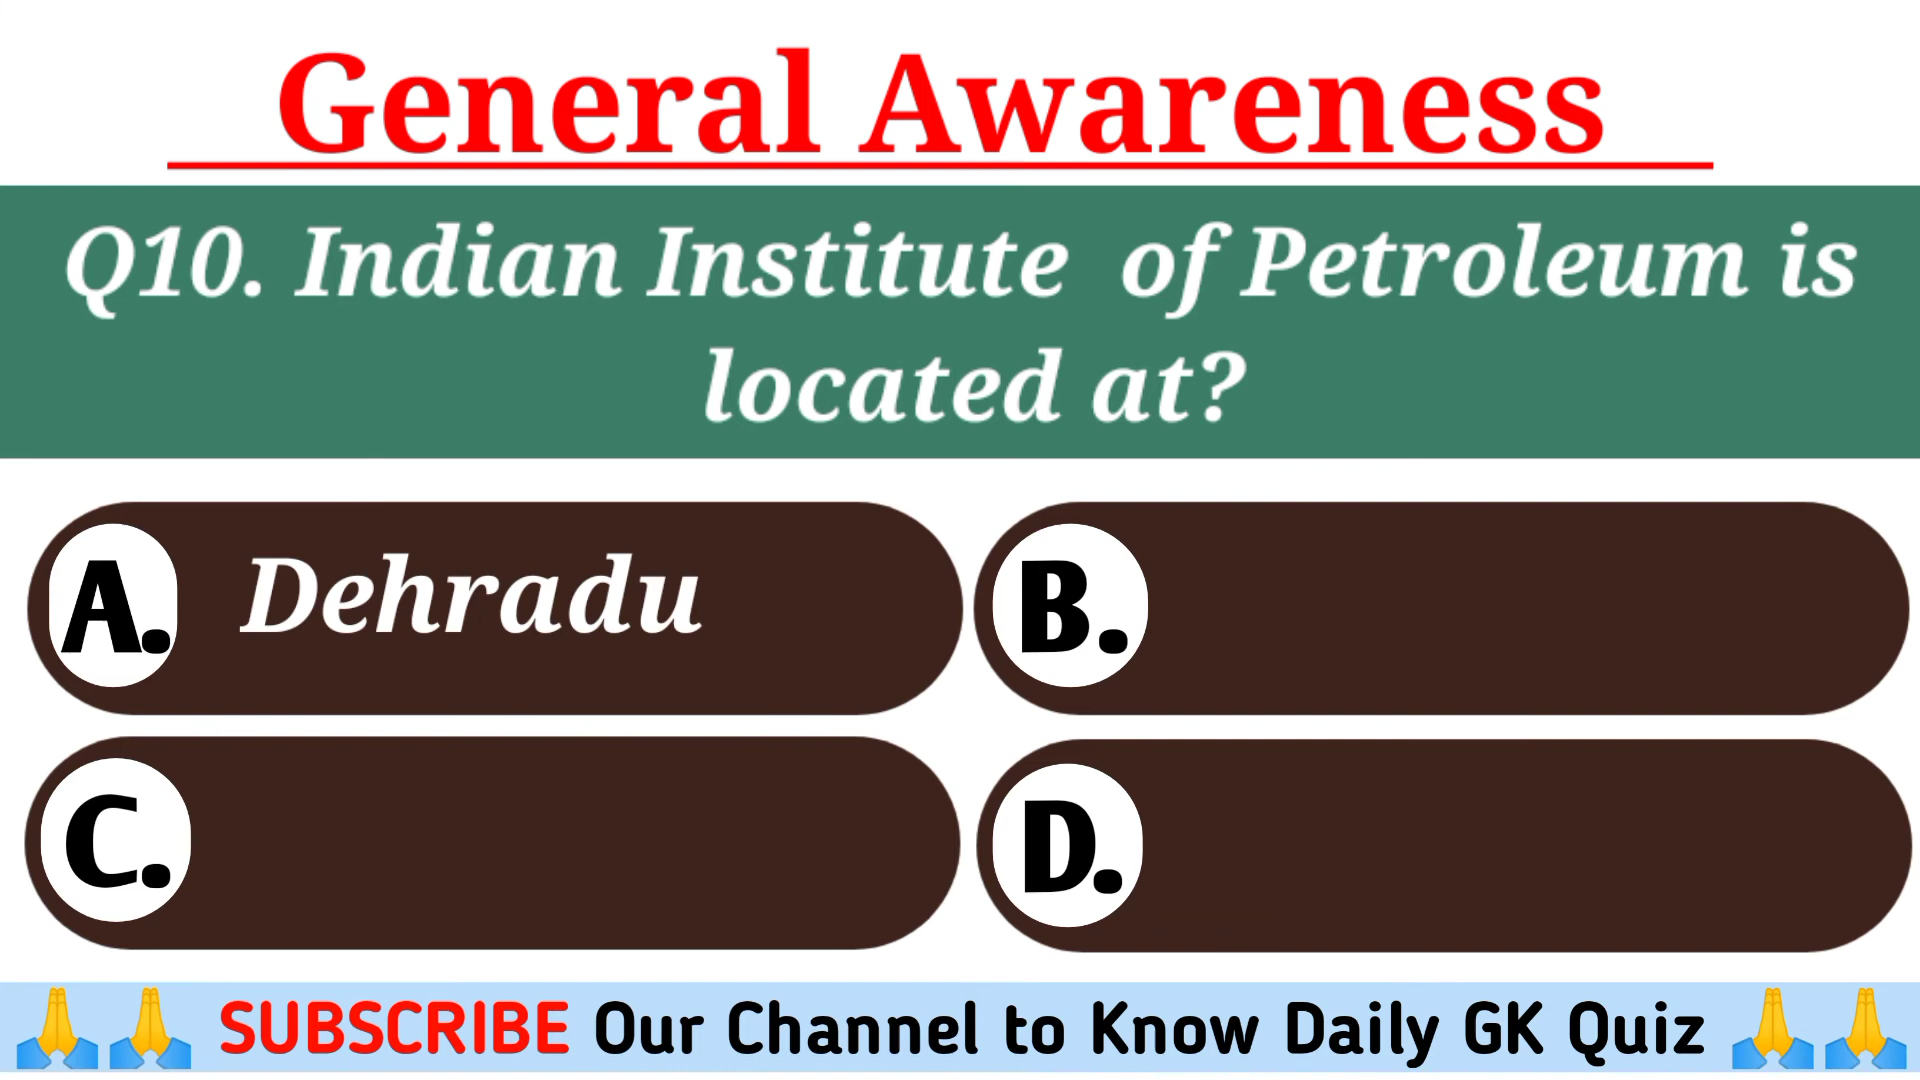 General Awareness
Q10. Indian Institute of Petroleum is
located at?
A. Dehradu
B.
C.
D.
SUBSCRIBE Our Channel to Know Daily GK Quiz